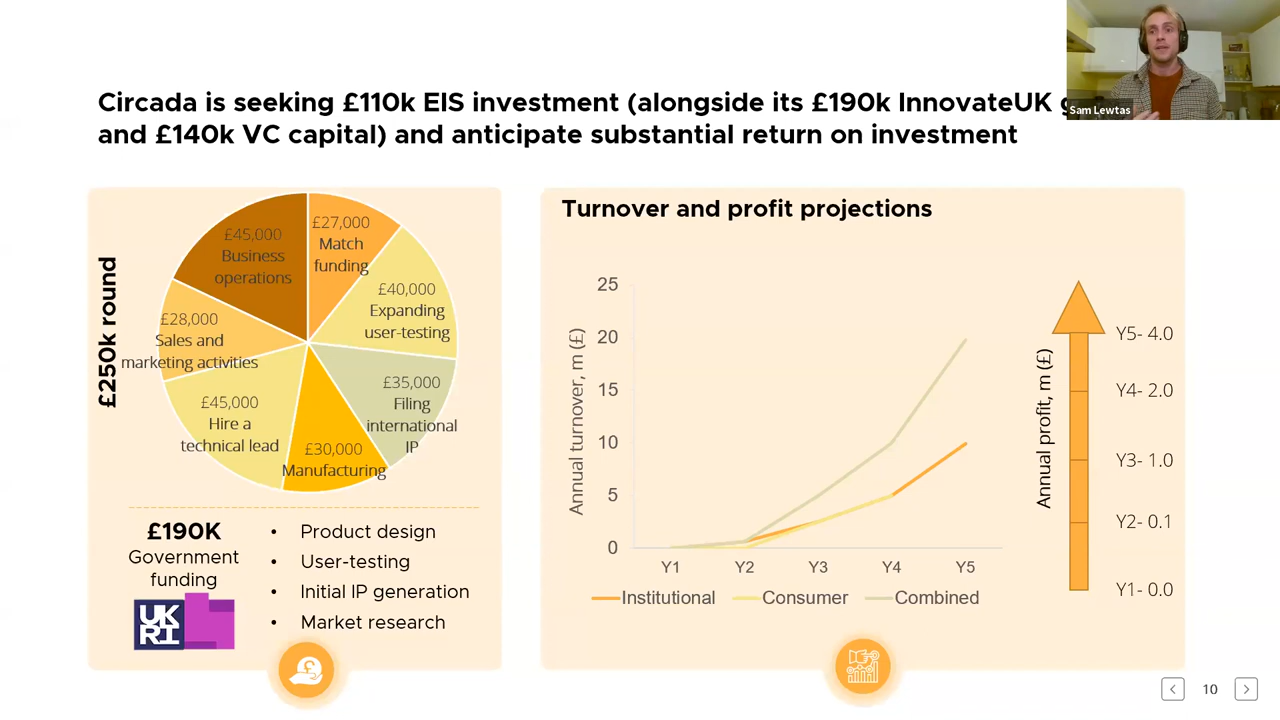 Circada is seeking £110k EIS investment (alongside its £190k InnovateUK
and £140k VC capital) and anticipate substantial return on investment
Sam Lewtas
£250k round
£27,000
Match
funding
£40,000
Expanding
user-testing
£35,000
Filing
international
IP
£30,000
Manufacturing
£45,000
Hire a
technical lead
£28,000
Sales and
marketing activities
£45,000
Business
operations
£190K
Government
funding
UK
RI
• Product design
• User-testing
• Initial IP generation
• Market research
£
Turnover and profit projections
Annual turnover, m (£)
25
20
15
10
5
0
Y1 Y2 Y3 Y4 Y5
Institutional Consumer Combined
Annual profit, m (£)
Y5- 4.0
Y4- 2.0
Y3- 1.0
Y2- 0.1
Y1- 0.0
10